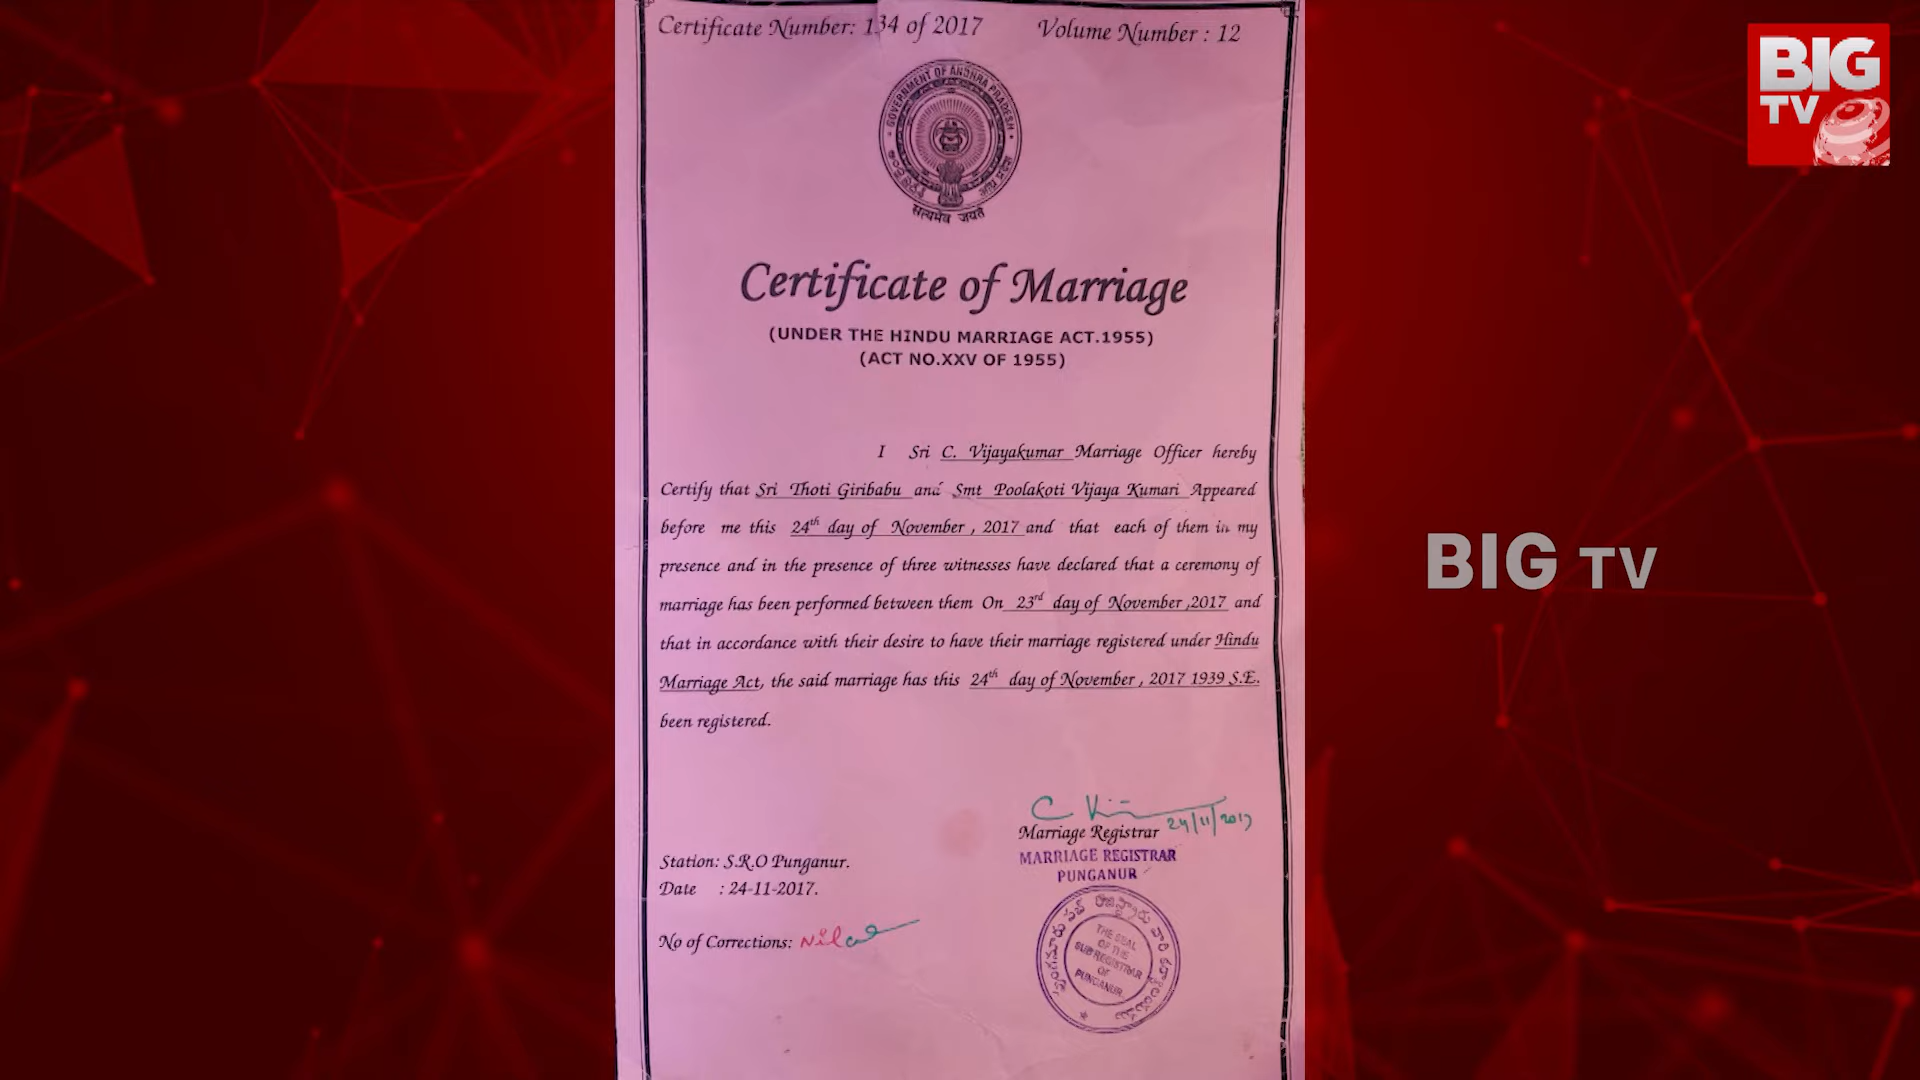 Certificate Number: 134 of 2017 Volume Number : 12
BIG
TV
GOVERNMENT OF ANDHRA PRADESH
सत्यमेव जयते
Certificate of Marriage
(UNDER THE HINDU MARRIAGE ACT.1955)
(ACT NO.XXV OF 1955)
I Sri C. Vijayakumar Marriage Officer hereby
Certify that Sri Thoti Giribabu and Smt Poolakoti Vijaya Kumari Appeared
before me this 24th day of November , 2017 and that each of them in my
presence and in the presence of three witnesses have declared that a ceremony of
marriage has been performed between them On 23rd day of November ,2017 and
that in accordance with their desire to have their marriage registered under Hindu
Marriage Act, the said marriage has this 24th day of November , 2017 1939 S.E.
been registered.
BIG TV
24/11/2017
Marriage Registrar
MARRIAGE REGISTRAR
PUNGANUR
Station: S.R.O Punganur.
Date : 24-11-2017.
No of Corrections: Nil
THE SEAL
OF THE
SUB REGISTRAR
OF
PUNGANUR